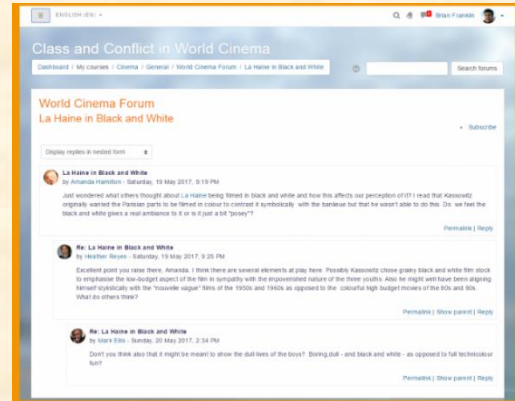 ENGLISH (EN)
Brian Franklin
Class and Conflict in World Cinema
Dashboard / My courses / Cinema / General / World Cinema Forum / La Haine in Black and White
Search forums
World Cinema Forum
La Haine in Black and White
Subscribe
Display replies in nested form
La Haine in Black and White
by Amanda Hamilton - Saturday, 19 May 2017, 9:19 PM
Just wondered what others thought about La Haine being filmed in black and white and how this affects our perception of it? I read that Kassowitz
originally wanted the Parisian parts to be filmed in colour to contrast it symbolically with the banlieue but that he wasn't able to do this. Do we feel the
black and white gives a real ambiance to it or is it just a bit "posey"?
Permalink | Reply
Re: La Haine in Black and White
by Heather Reyes - Saturday, 19 May 2017, 9:25 PM
Excellent point you raise there, Amanda. I think there are several elements at play here. Possibly Kassowitz chose grainy black and white film stock
to emphasise the low-budget aspect of the film in sympathy with the impoverished nature of the three youths. Also he might well have been aligning
himself stylistically with the "nouvelle vague" films of the 1950s and 1960s as opposed to the colourful high budget movies of the 80s and 90s.
What do others think?
Permalink | Show parent | Reply
Re: La Haine in Black and White
by Mark Ellis - Sunday, 20 May 2017, 2:34 PM
Don't you think also that it might be meant to show the dull lives of the boys? Boring,dull - and black and white - as opposed to full technicolour
fun?
Permalink | Show parent | Reply